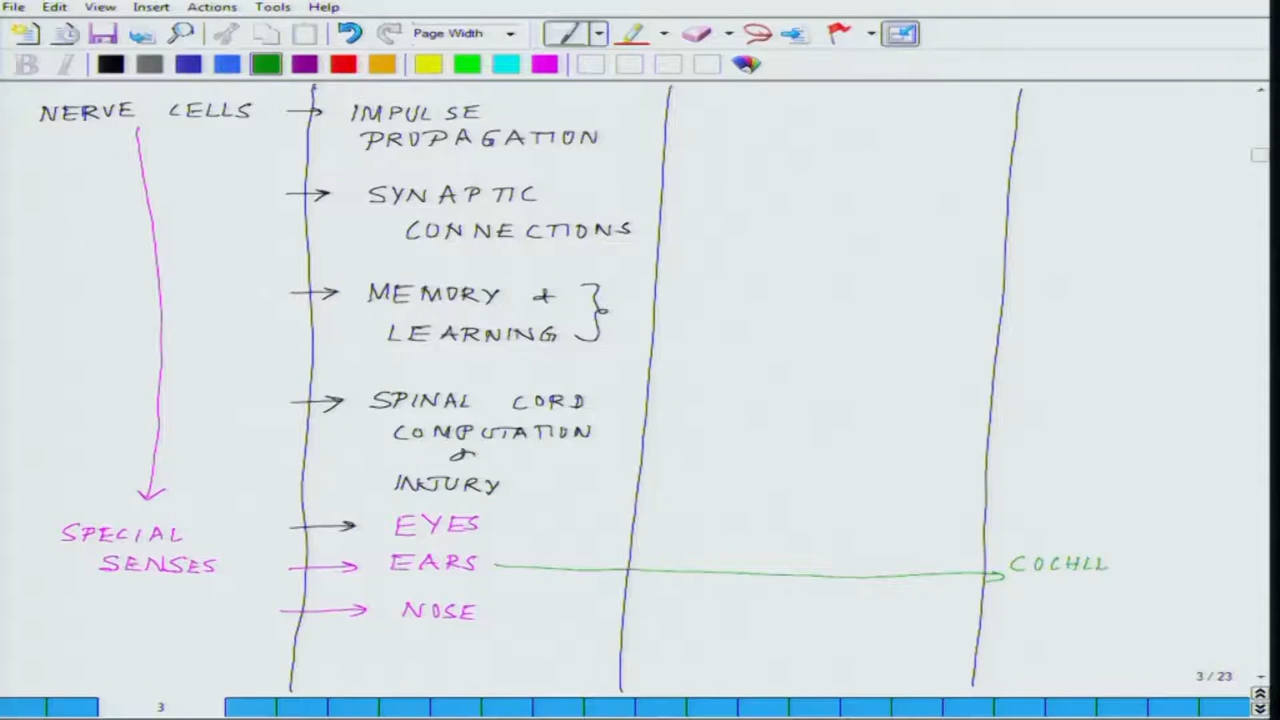 File Edit View Insert Actions Tools Help
Page Width
B I
NERVE CELLS → IMPULSE
PROPAGATION
→ SYNAPTIC
CONNECTIONS
→ MEMORY +
LEARNING
→ SPINAL CORD
COMPUTATION
&
INJURY
SPECIAL
SENSES
→ EYES
→ EARS → COCHLL
→ NOSE
3 / 23
3